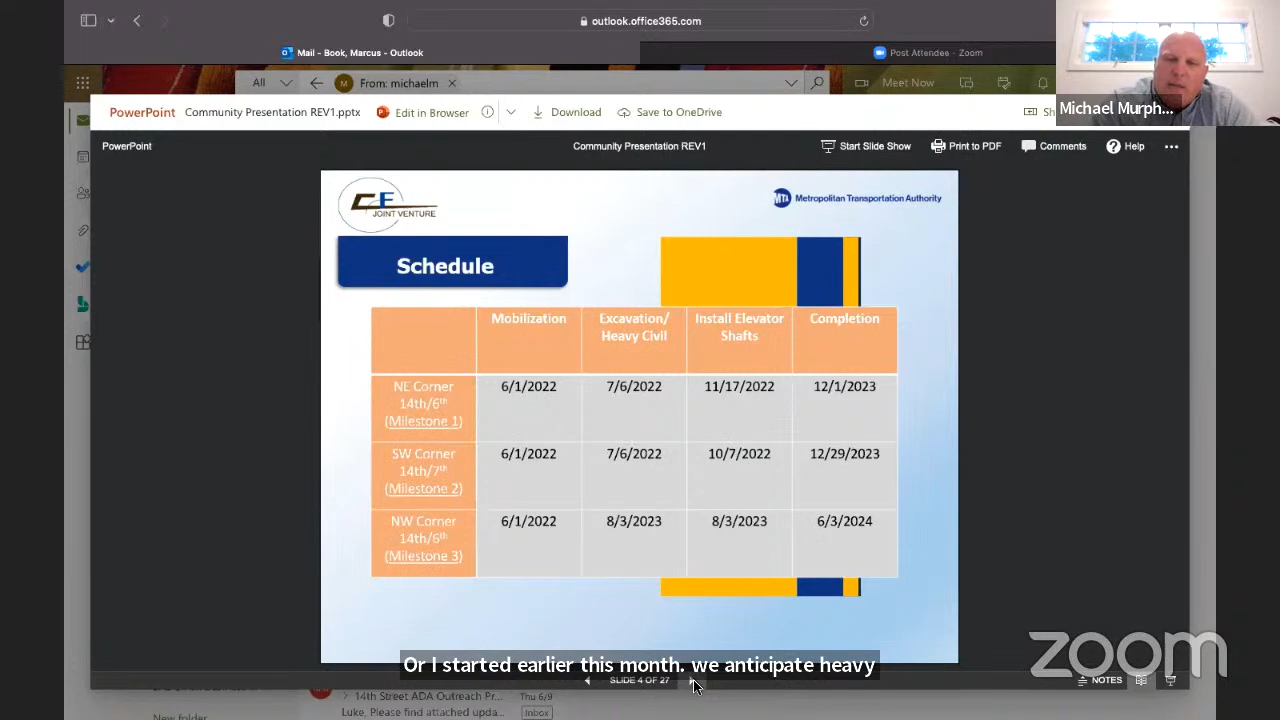 outlook.office365.com
Mail - Book, Marcus - Outlook
Post Attendee - Zoom
All
M
From: michaelm
Meet Now
PowerPoint
Community Presentation REV1.pptx
Edit in Browser
Download
Save to OneDrive
Michael Murph...
PowerPoint
Community Presentation REV1
Start Slide Show
Print to PDF
Comments
Help
CF
JOINT VENTURE
MTA
Metropolitan Transportation Authority
Schedule
Mobilization
Excavation/
Heavy Civil
Install Elevator
Shafts
Completion
NE Corner
14th/6th
(Milestone 1)
6/1/2022
7/6/2022
11/17/2022
12/1/2023
SW Corner
14th/7th
(Milestone 2)
6/1/2022
7/6/2022
10/7/2022
12/29/2023
NW Corner
14th/6th
(Milestone 3)
6/1/2022
8/3/2023
8/3/2023
6/3/2024
Or I started earlier this month. we anticipate heavy
SLIDE 4 OF 27
NOTES
zoom
14th Street ADA Outreach Pr...
Thu 6/9
New folder
Luke, Please find attached upda...
Inbox